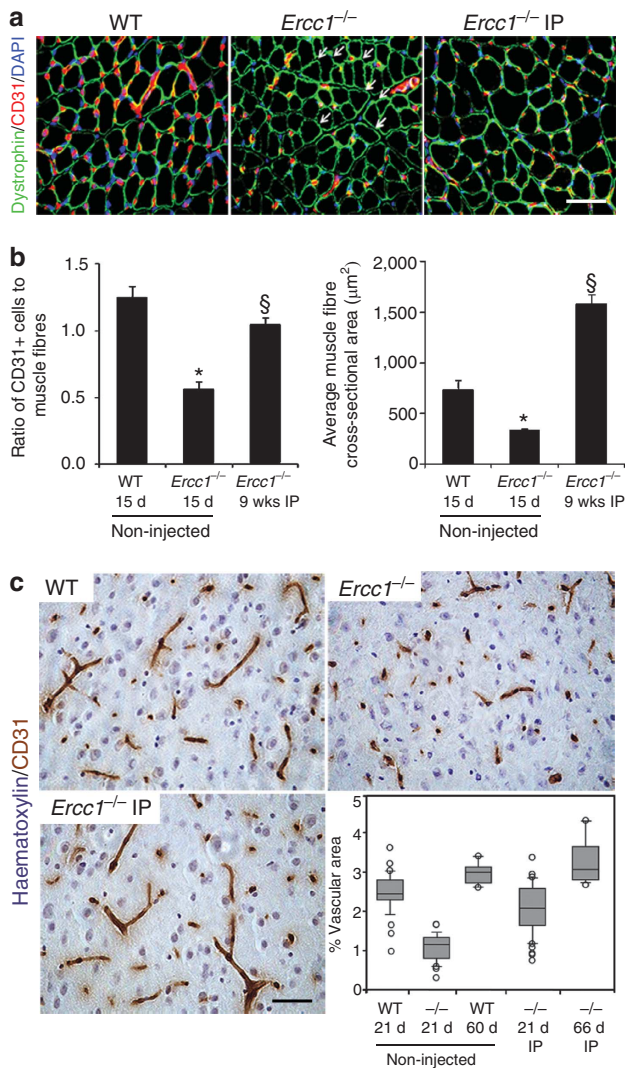 a
WT
Ercc1–/–
Ercc1–/– IP
Dystrophin/CD31/DAPI
b
Ratio of CD31+ cells to
muscle fibres
1.5
1.0
0.5
0.0
*
§
WT
15 d
Ercc1–/–
15 d
Ercc1–/–
9 wks IP
Non-injected
Average muscle fibre
cross-sectional area (μm²)
2,000
1,500
1,000
500
0
*
§
WT
15 d
Ercc1–/–
15 d
Ercc1–/–
9 wks IP
Non-injected
c
WT
Ercc1–/–
Haematoxylin/CD31
Ercc1–/– IP
% Vascular area
5
4
3
2
1
0
WT
21 d
–/–
21 d
WT
60 d
–/–
21 d
IP
–/–
66 d
IP
Non-injected